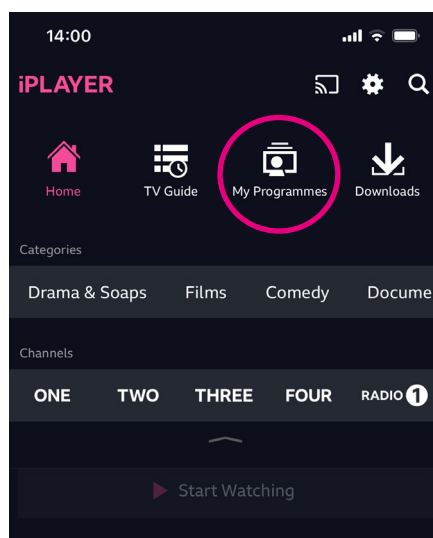 14:00
iPLAYER
Home TV Guide My Programmes Downloads
Categories
Drama & Soaps Films Comedy Docume
Channels
ONE TWO THREE FOUR RADIO 1
Start Watching